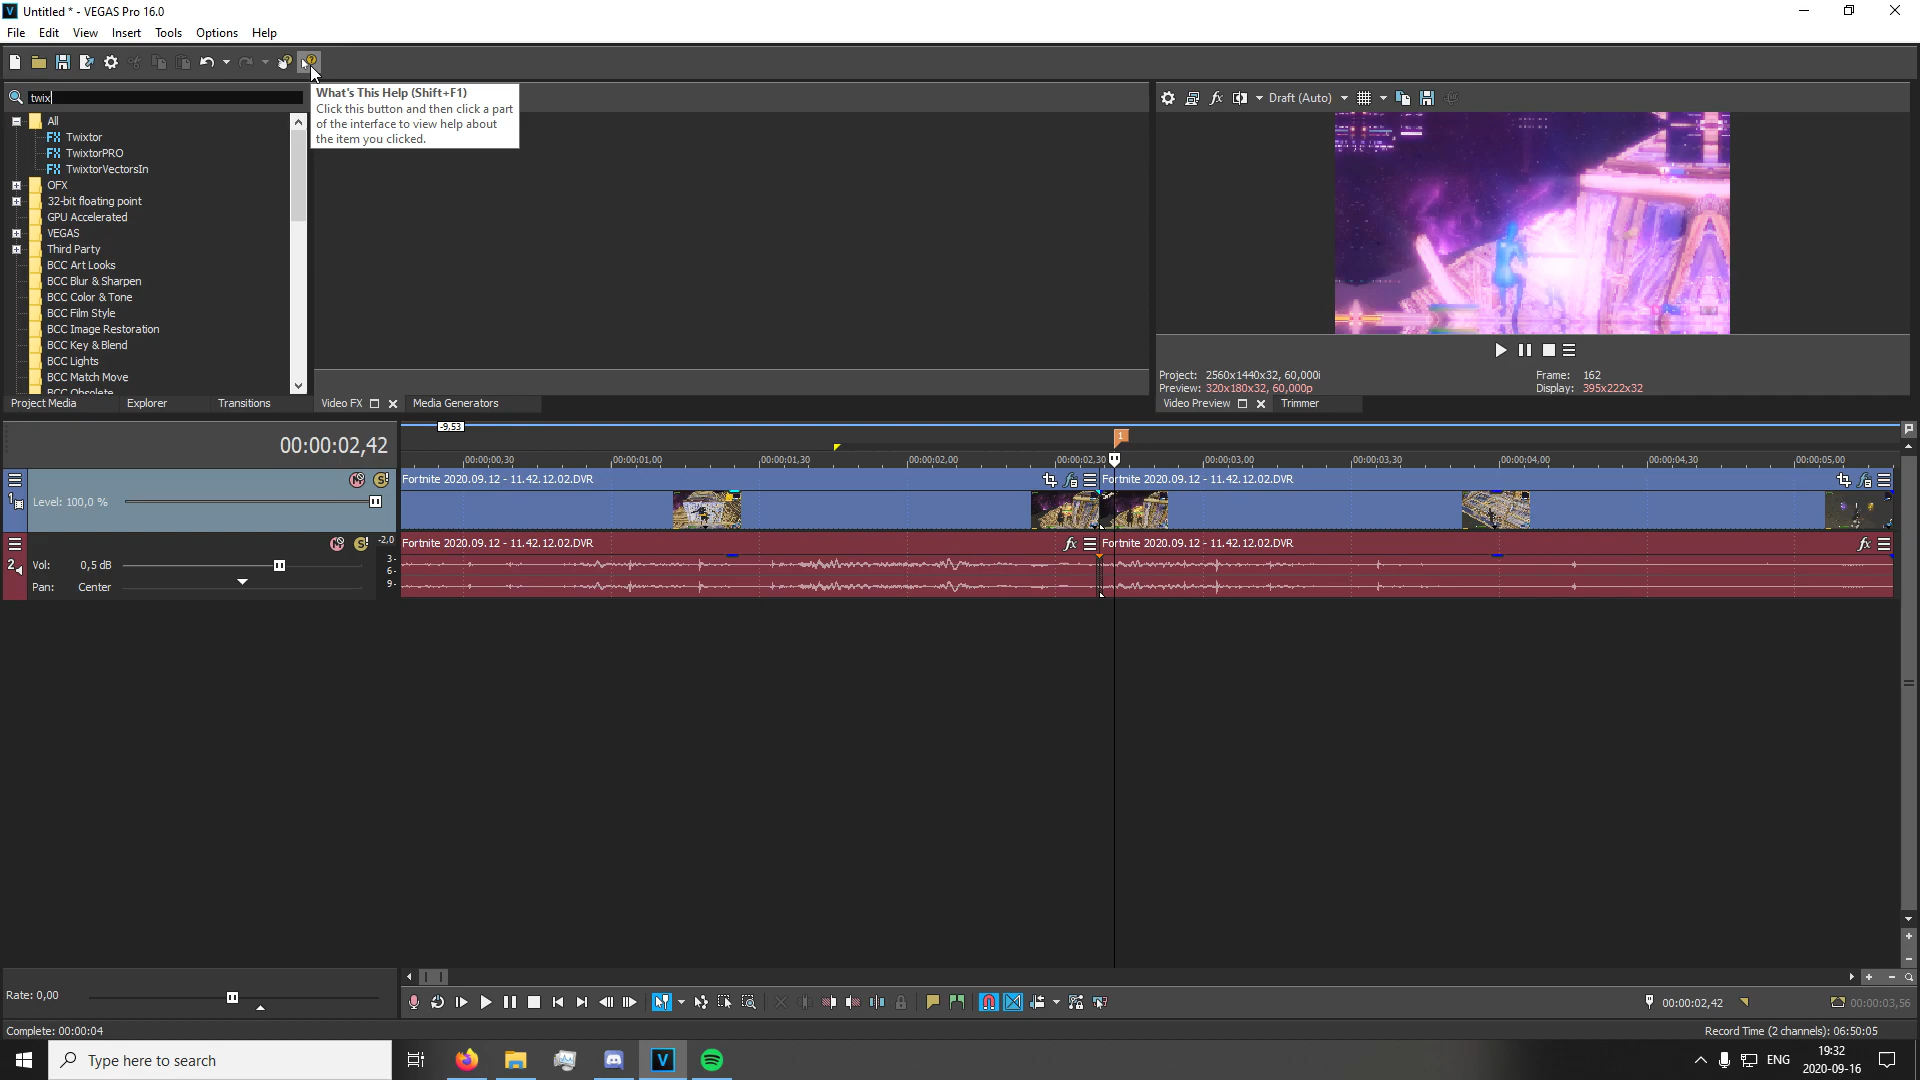 Untitled * - VEGAS Pro 16.0
File Edit View Insert Tools Options Help
twix
What's This Help (Shift+F1)
Click this button and then click a part
of the interface to view help about
the item you clicked.
All
Twixtor
TwixtorPRO
TwixtorVectorsIn
OFX
32-bit floating point
GPU Accelerated
VEGAS
Third Party
BCC Art Looks
BCC Blur & Sharpen
BCC Color & Tone
BCC Film Style
BCC Image Restoration
BCC Key & Blend
BCC Lights
BCC Match Move
BCC Obsolete
Draft (Auto)
Project: 2560x1440x32, 60,000i
Frame: 162
Preview: 320x180x32, 60,000p
Display: 395x222x32
Project Media Explorer Transitions Video FX Media Generators
Video Preview Trimmer
-9,53
1
00:00:02,42
00:00:00,30 00:00:01,00 00:00:01,30 00:00:02,00 00:00:02,30 00:00:03,00 00:00:03,30 00:00:04,00 00:00:04,30 00:00:05,00
1
Level: 100,0 %
Fortnite 2020.09.12 - 11.42.12.02.DVR
Fortnite 2020.09.12 - 11.42.12.02.DVR
2
Vol: 0,5 dB
Pan: Center
-2,0
3-
6-
9-
Fortnite 2020.09.12 - 11.42.12.02.DVR
Fortnite 2020.09.12 - 11.42.12.02.DVR
Rate: 0,00
00:00:02,42
00:00:03,56
Complete: 00:00:04
Record Time (2 channels): 06:50:05
Type here to search
ENG
19:32
2020-09-16